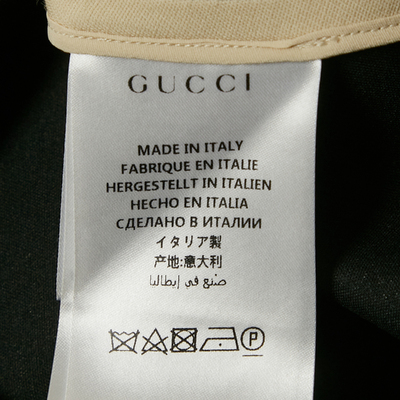 GUCCI
MADE IN ITALY
FABRIQUE EN ITALIE
HERGESTELLT IN ITALIEN
HECHO EN ITALIA
СДЕЛАНО В ИТАЛИИ
イタリア製
产地:意大利
صنع في إيطاليا
P